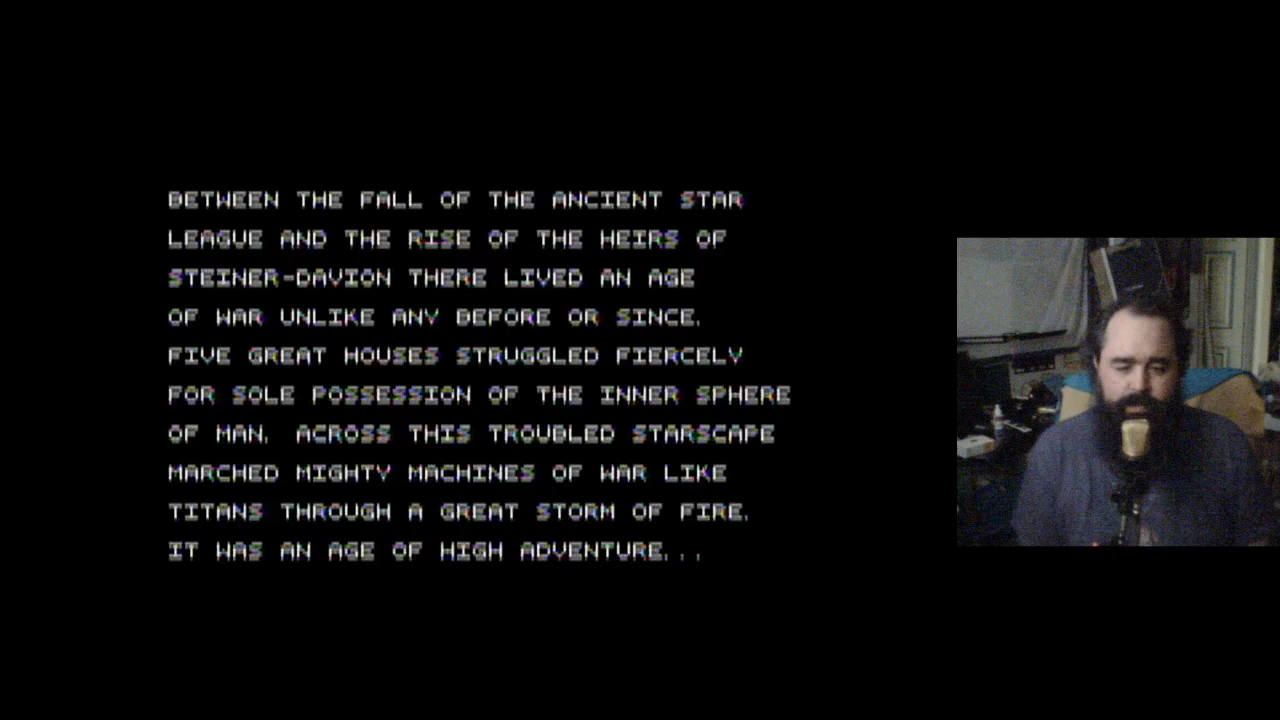 BETWEEN THE FALL OF THE ANCIENT STAR
LEAGUE AND THE RISE OF THE HEIRS OF
STEINER-DAVION THERE LIVED AN AGE
OF WAR UNLIKE ANY BEFORE OR SINCE.
FIVE GREAT HOUSES STRUGGLED FIERCELY
FOR SOLE POSSESSION OF THE INNER SPHERE
OF MAN. ACROSS THIS TROUBLED STARSCAPE
MARCHED MIGHTY MACHINES OF WAR LIKE
TITANS THROUGH A GREAT STORM OF FIRE.
IT WAS AN AGE OF HIGH ADVENTURE...